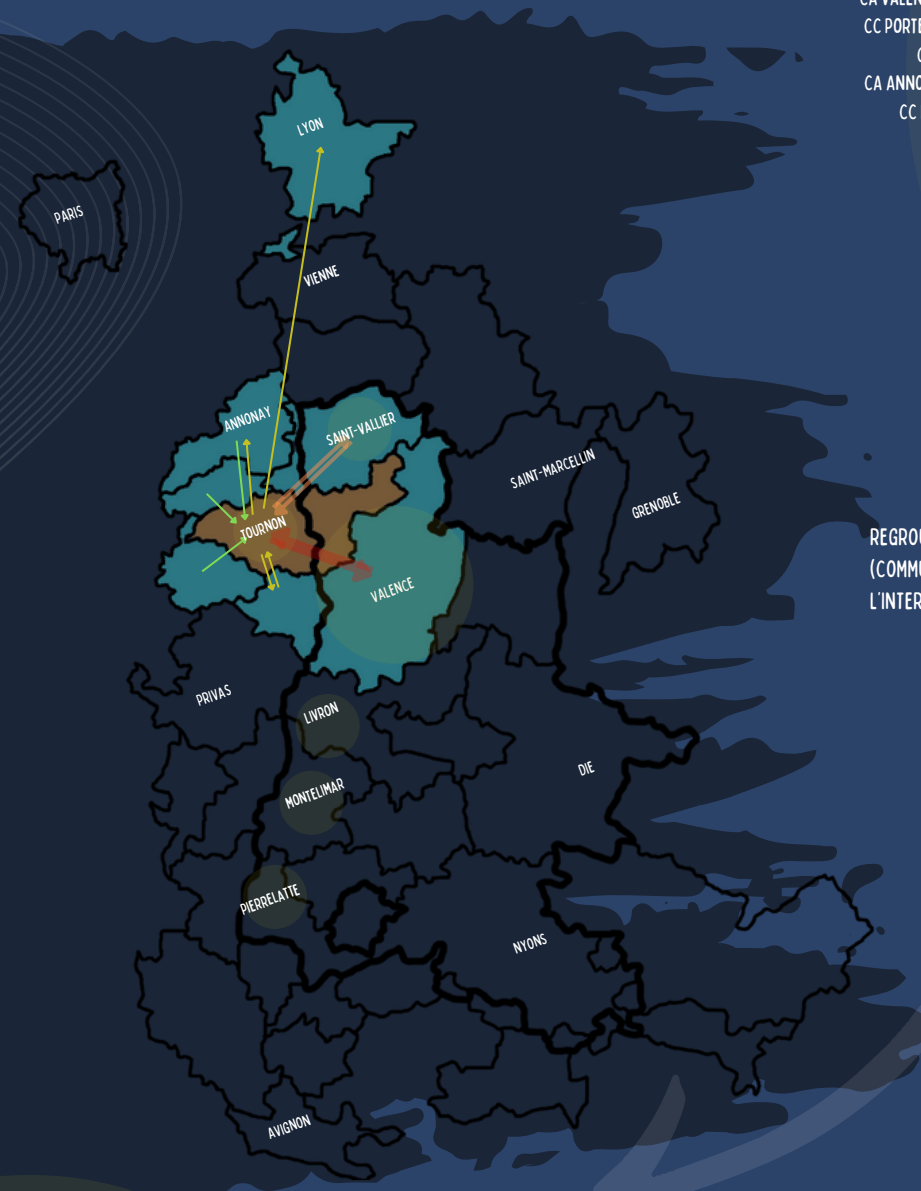 CC PORTE
CA ANNO
CC
LYON
PARIS
VIENNE
ANNONAY
SAINT-VALLIER
SAINT-MARCELLIN
GRENOBLE
TOURNON
REGROU
(COMMU
L'INTER
VALENCE
PRIVAS
LIVRON
DIE
MONTELIMAR
PIERRELATTE
NYONS
AVIGNON